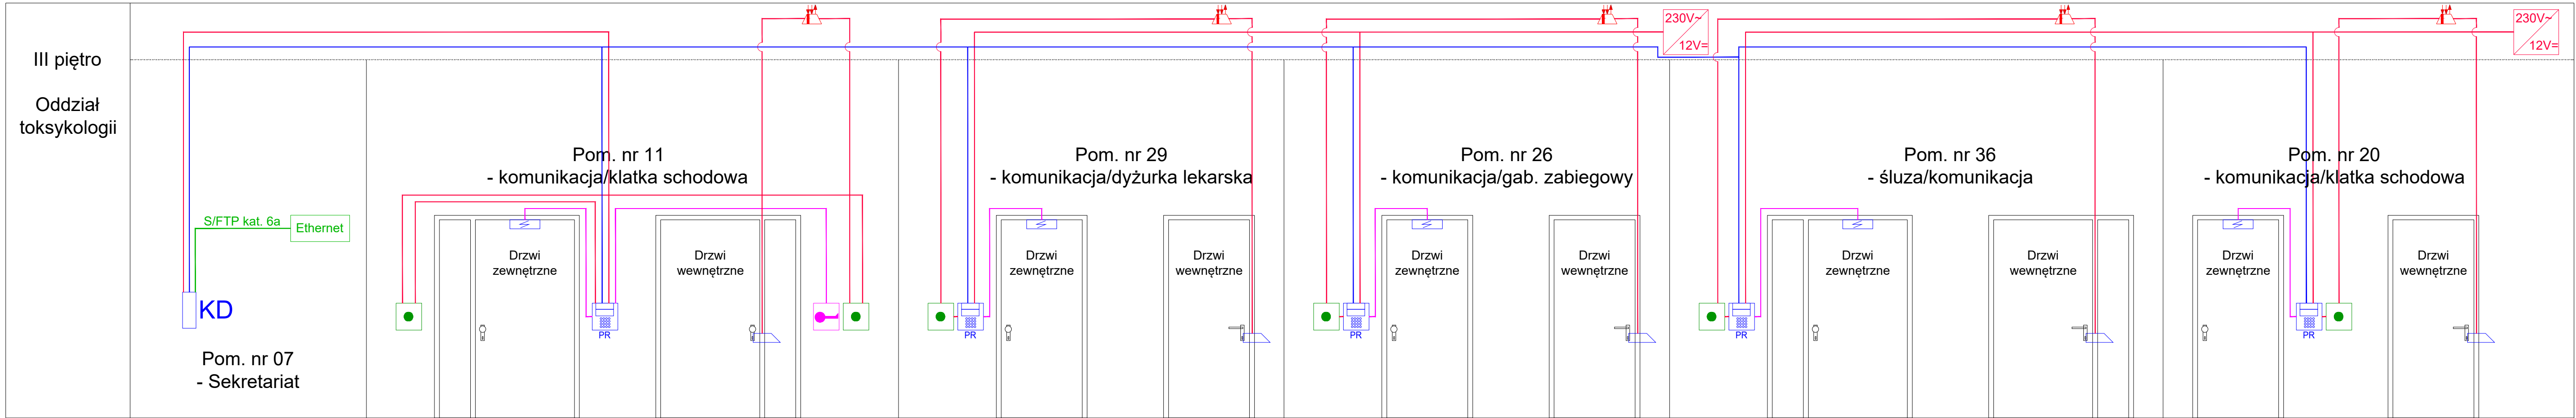 III piętro
Oddział
toksykologii
230V~
12V=
230V~
12V=
Pom. nr 11
- komunikacja/klatka schodowa
Pom. nr 29
- komunikacja/dyżurka lekarska
Pom. nr 26
- komunikacja/gab. zabiegowy
Pom. nr 36
- śluza/komunikacja
Pom. nr 20
- komunikacja/klatka schodowa
S/FTP kat. 6a
Ethernet
KD
Pom. nr 07
- Sekretariat
Drzwi
zewnętrzne
PR
Drzwi
wewnętrzne
PR
Drzwi
zewnętrzne
Drzwi
wewnętrzne
PR
Drzwi
zewnętrzne
Drzwi
wewnętrzne
PR
Drzwi
zewnętrzne
Drzwi
wewnętrzne
Drzwi
zewnętrzne
PR
Drzwi
wewnętrzne